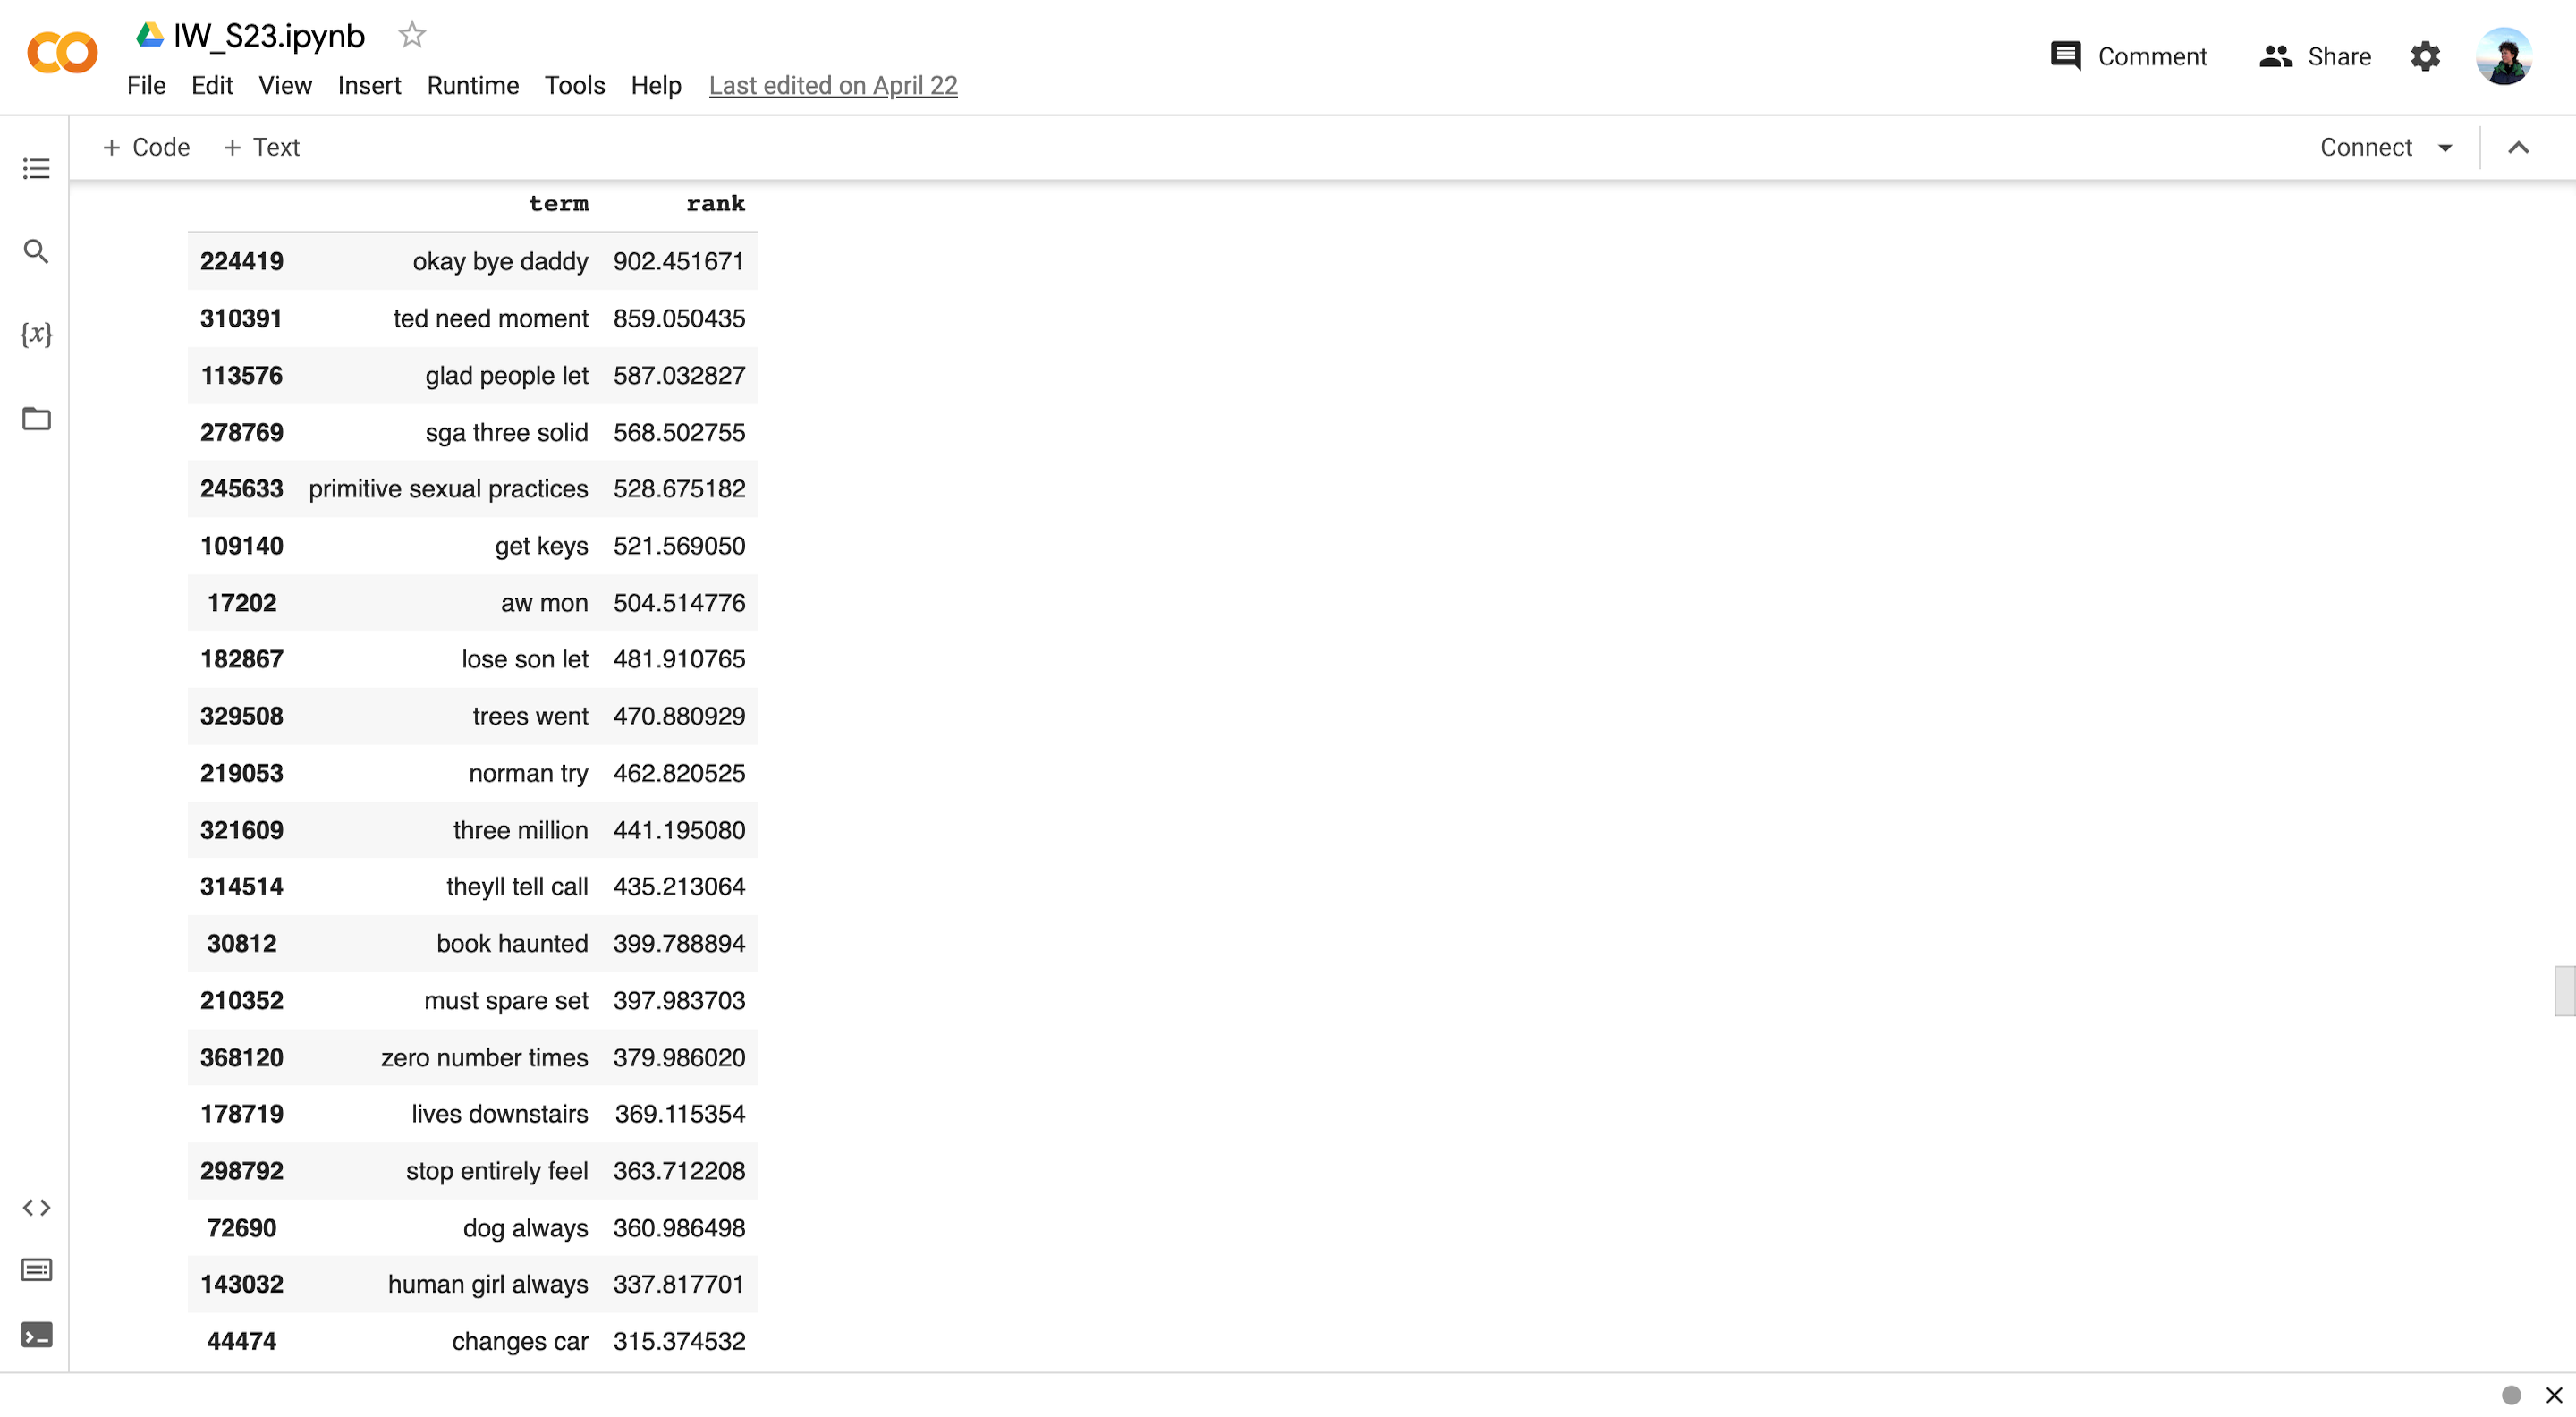 IW_S23.ipynb
File Edit View Insert Runtime Tools Help Last edited on April 22
Comment Share
+ Code + Text Connect
{x}
term rank
224419 okay bye daddy 902.451671
310391 ted need moment 859.050435
113576 glad people let 587.032827
278769 sga three solid 568.502755
245633 primitive sexual practices 528.675182
109140 get keys 521.569050
17202 aw mon 504.514776
182867 lose son let 481.910765
329508 trees went 470.880929
219053 norman try 462.820525
321609 three million 441.195080
314514 theyll tell call 435.213064
30812 book haunted 399.788894
210352 must spare set 397.983703
368120 zero number times 379.986020
178719 lives downstairs 369.115354
298792 stop entirely feel 363.712208
72690 dog always 360.986498
143032 human girl always 337.817701
44474 changes car 315.374532